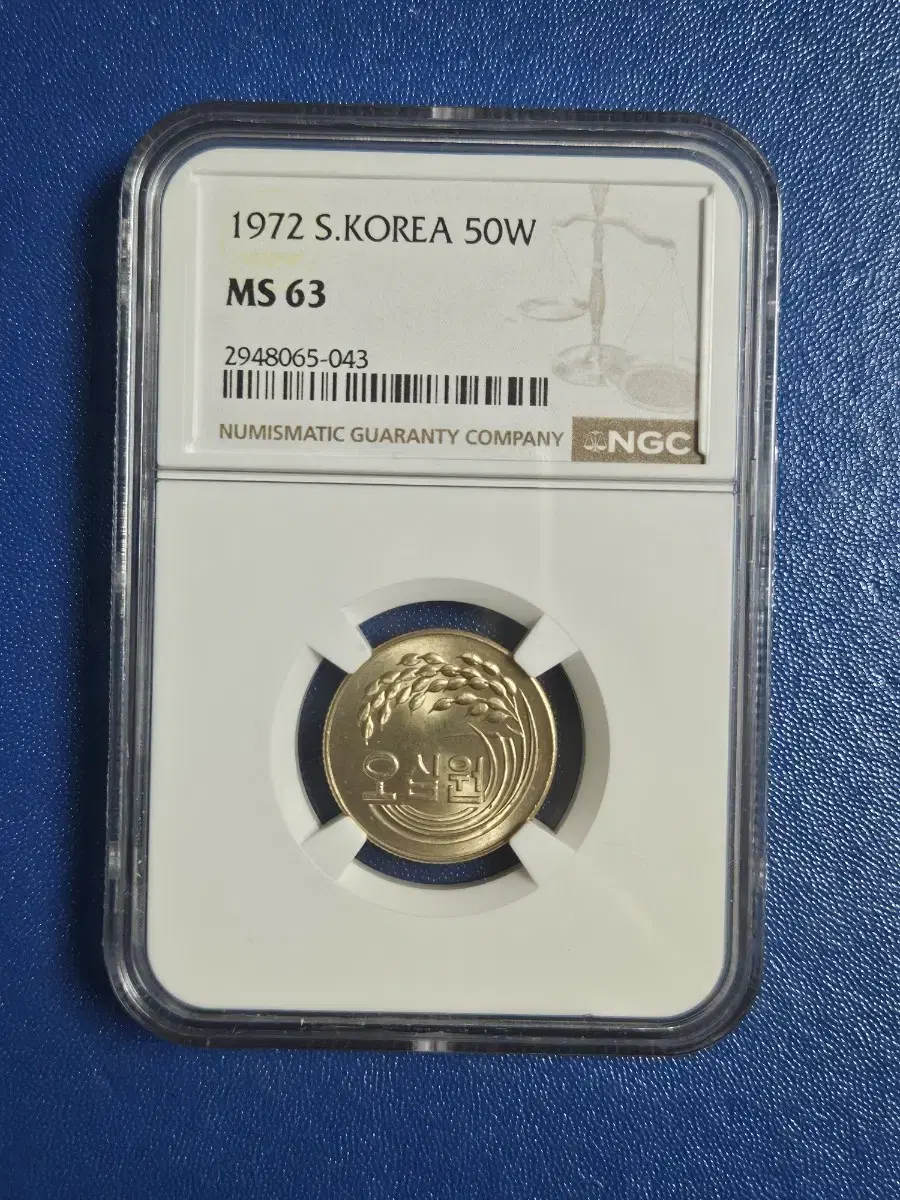 1972 S.KOREA 50W
MS 63
2948065-043
NUMISMATIC GUARANTY COMPANY NGC
오십원